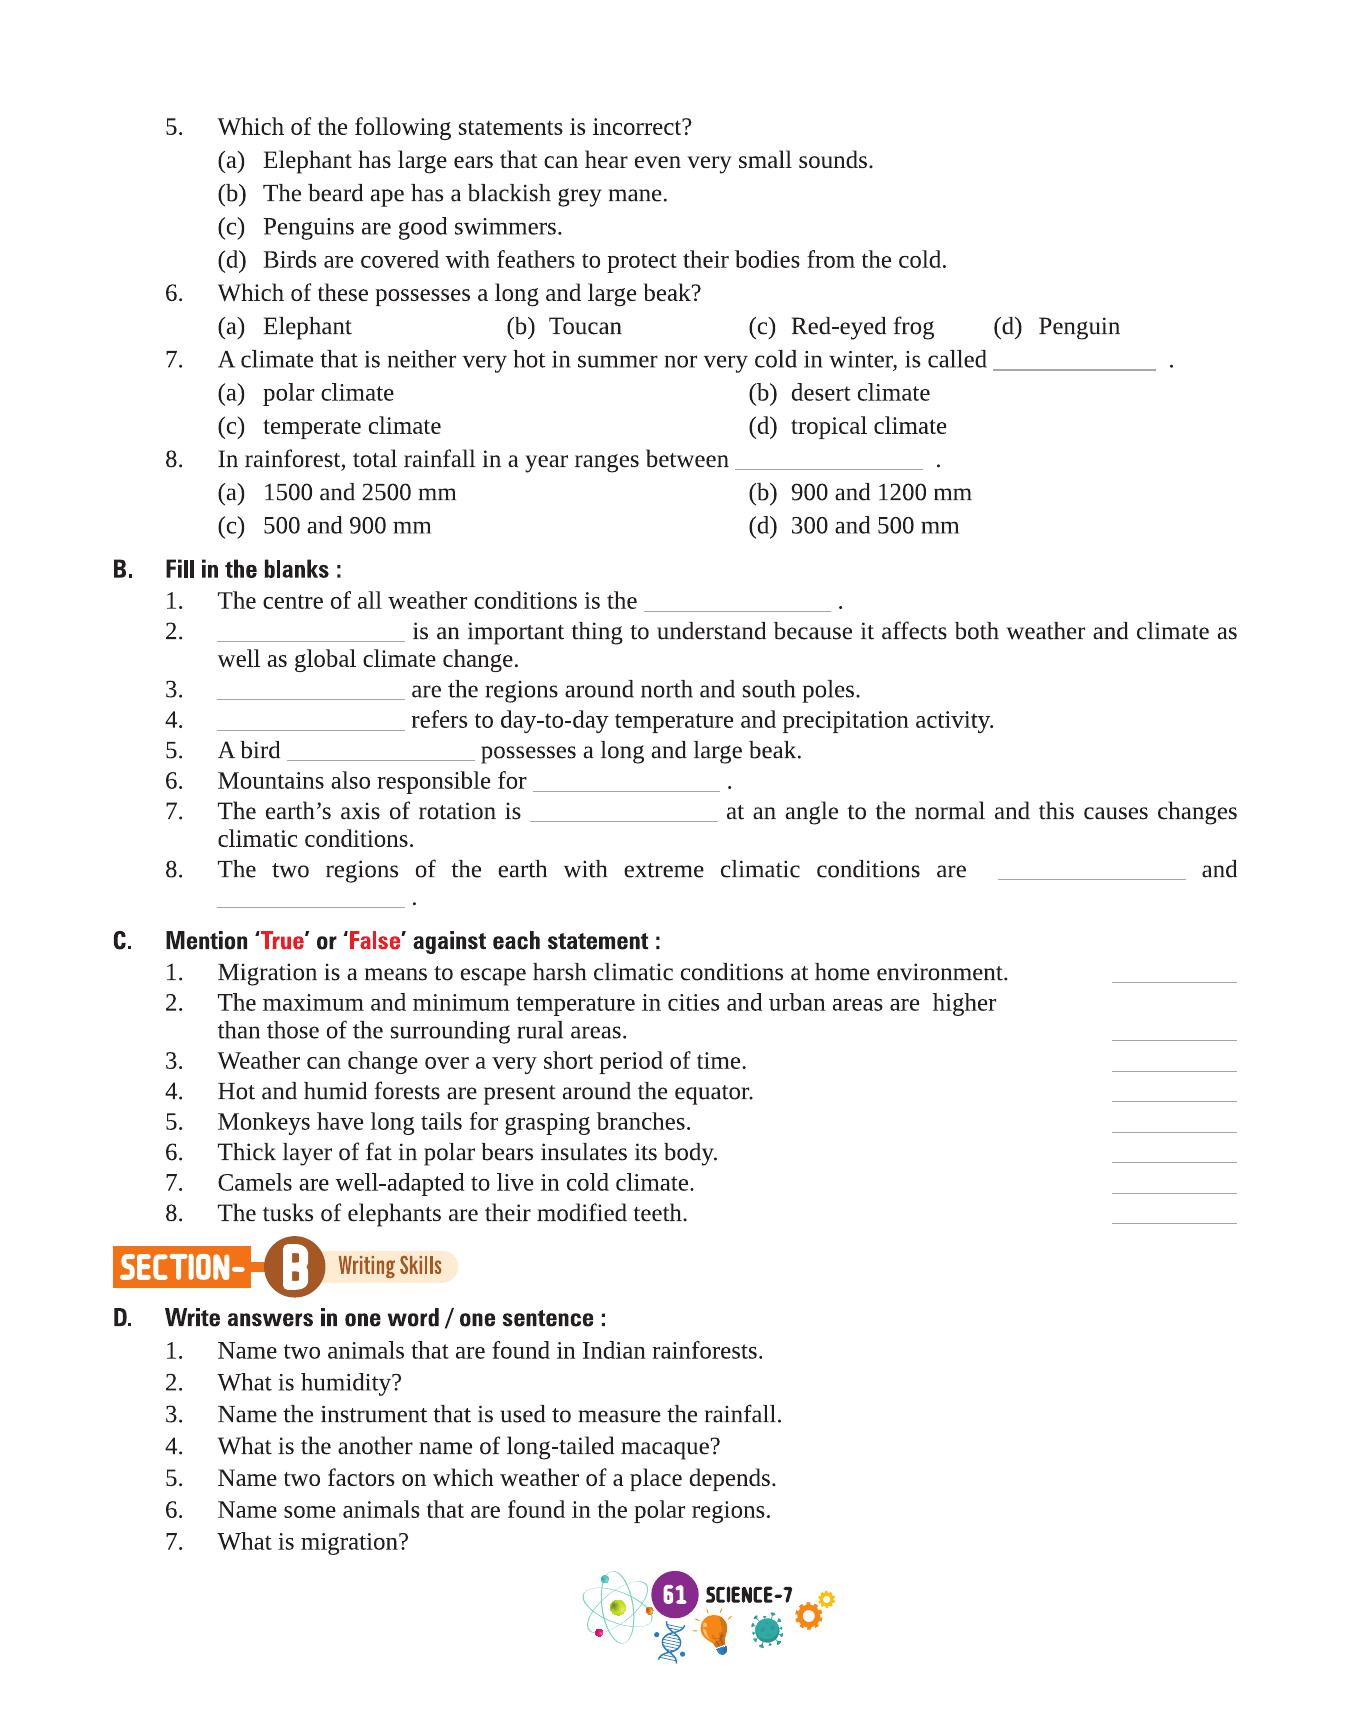 5. Which of the following statements is incorrect?
(a) Elephant has large ears that can hear even very small sounds.
(b) The beard ape has a blackish grey mane.
(c) Penguins are good swimmers.
(d) Birds are covered with feathers to protect their bodies from the cold.
6. Which of these possesses a long and large beak?
(a) Elephant (b) Toucan (c) Red-eyed frog (d) Penguin
7. A climate that is neither very hot in summer nor very cold in winter, is called _____________ .
(a) polar climate (b) desert climate
(c) temperate climate (d) tropical climate
8. In rainforest, total rainfall in a year ranges between _______________ .
(a) 1500 and 2500 mm (b) 900 and 1200 mm
(c) 500 and 900 mm (d) 300 and 500 mm
B. Fill in the blanks :
1. The centre of all weather conditions is the _______________ .
2. _______________ is an important thing to understand because it affects both weather and climate as
well as global climate change.
3. _______________ are the regions around north and south poles.
4. _______________ refers to day-to-day temperature and precipitation activity.
5. A bird _______________ possesses a long and large beak.
6. Mountains also responsible for _______________ .
7. The earth’s axis of rotation is _______________ at an angle to the normal and this causes changes
climatic conditions.
8. The two regions of the earth with extreme climatic conditions are _______________ and
_______________ .
C. Mention ‘True’ or ‘False’ against each statement :
1. Migration is a means to escape harsh climatic conditions at home environment. __________
2. The maximum and minimum temperature in cities and urban areas are higher
than those of the surrounding rural areas. __________
3. Weather can change over a very short period of time. __________
4. Hot and humid forests are present around the equator. __________
5. Monkeys have long tails for grasping branches. __________
6. Thick layer of fat in polar bears insulates its body. __________
7. Camels are well-adapted to live in cold climate. __________
8. The tusks of elephants are their modified teeth. __________
SECTION- B Writing Skills
D. Write answers in one word / one sentence :
1. Name two animals that are found in Indian rainforests.
2. What is humidity?
3. Name the instrument that is used to measure the rainfall.
4. What is the another name of long-tailed macaque?
5. Name two factors on which weather of a place depends.
6. Name some animals that are found in the polar regions.
7. What is migration?
61 SCIENCE-7